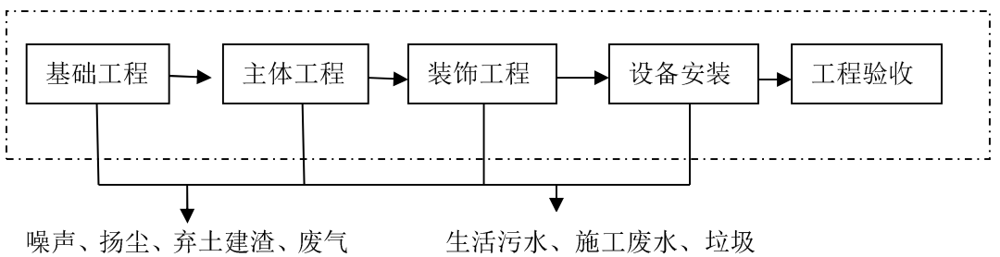 基础工程 主体工程 装饰工程 设备安装 工程验收
噪声、扬尘、弃土建渣、废气 生活污水、施工废水、垃圾